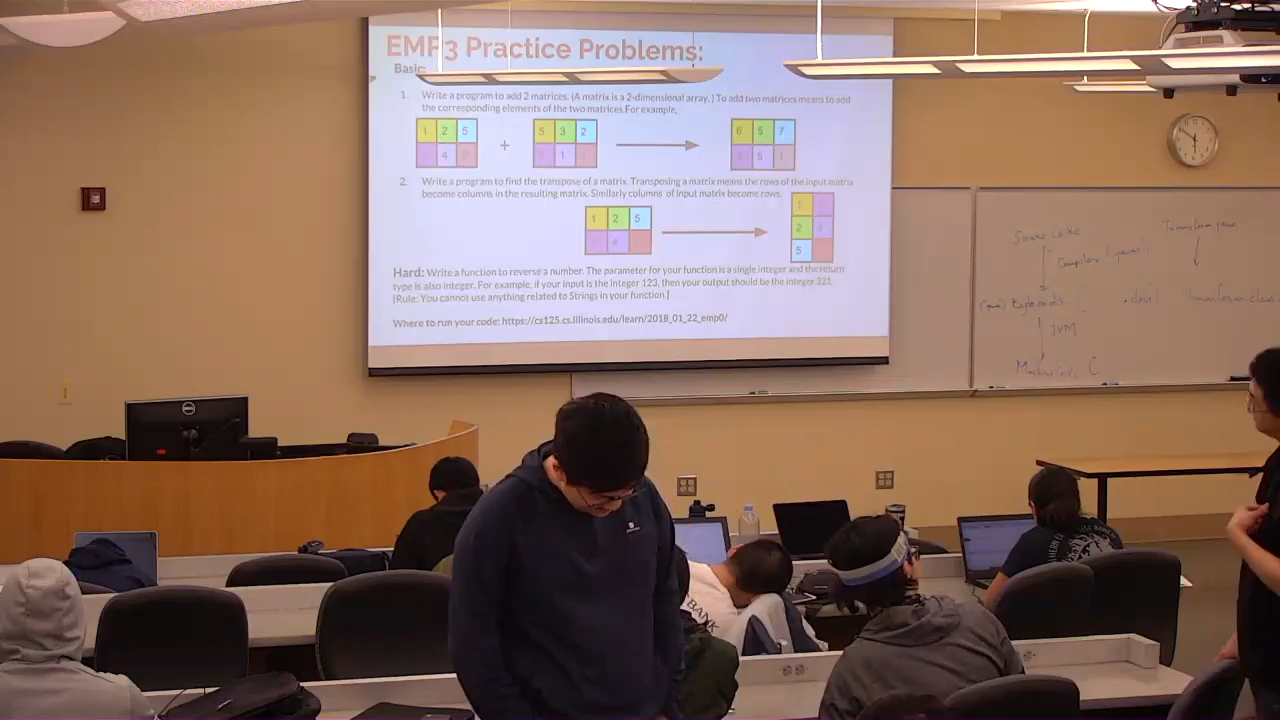 EMP3 Practice Problems:
Basic:
1. Write a program to add 2 matrices. (A matrix is a 2-dimensional array. ) To add two matrices means to add
the corresponding elements of the two matrices.For example,
1 2 5 5 3 2 6 5 7
+
4 1 5
2. Write a program to find the transpose of a matrix. Transposing a matrix means the rows of the input matrix
become columns in the resulting matrix. Similarly columns of input matrix become rows.
1 2 5 1
4 2 4
5
Hard: Write a function to reverse a number. The parameter for your function is a single integer and the return
type is also integer. For example, if your input is the integer 123, then your output should be the integer 321.
[Rule: You cannot use anything related to Strings in your function.]
Where to run your code: https://cs125.cs.illinois.edu/learn/2018_01_22_emp0/
Source Code
Compiler (javac)
.class)
JVM
DELL
BANK